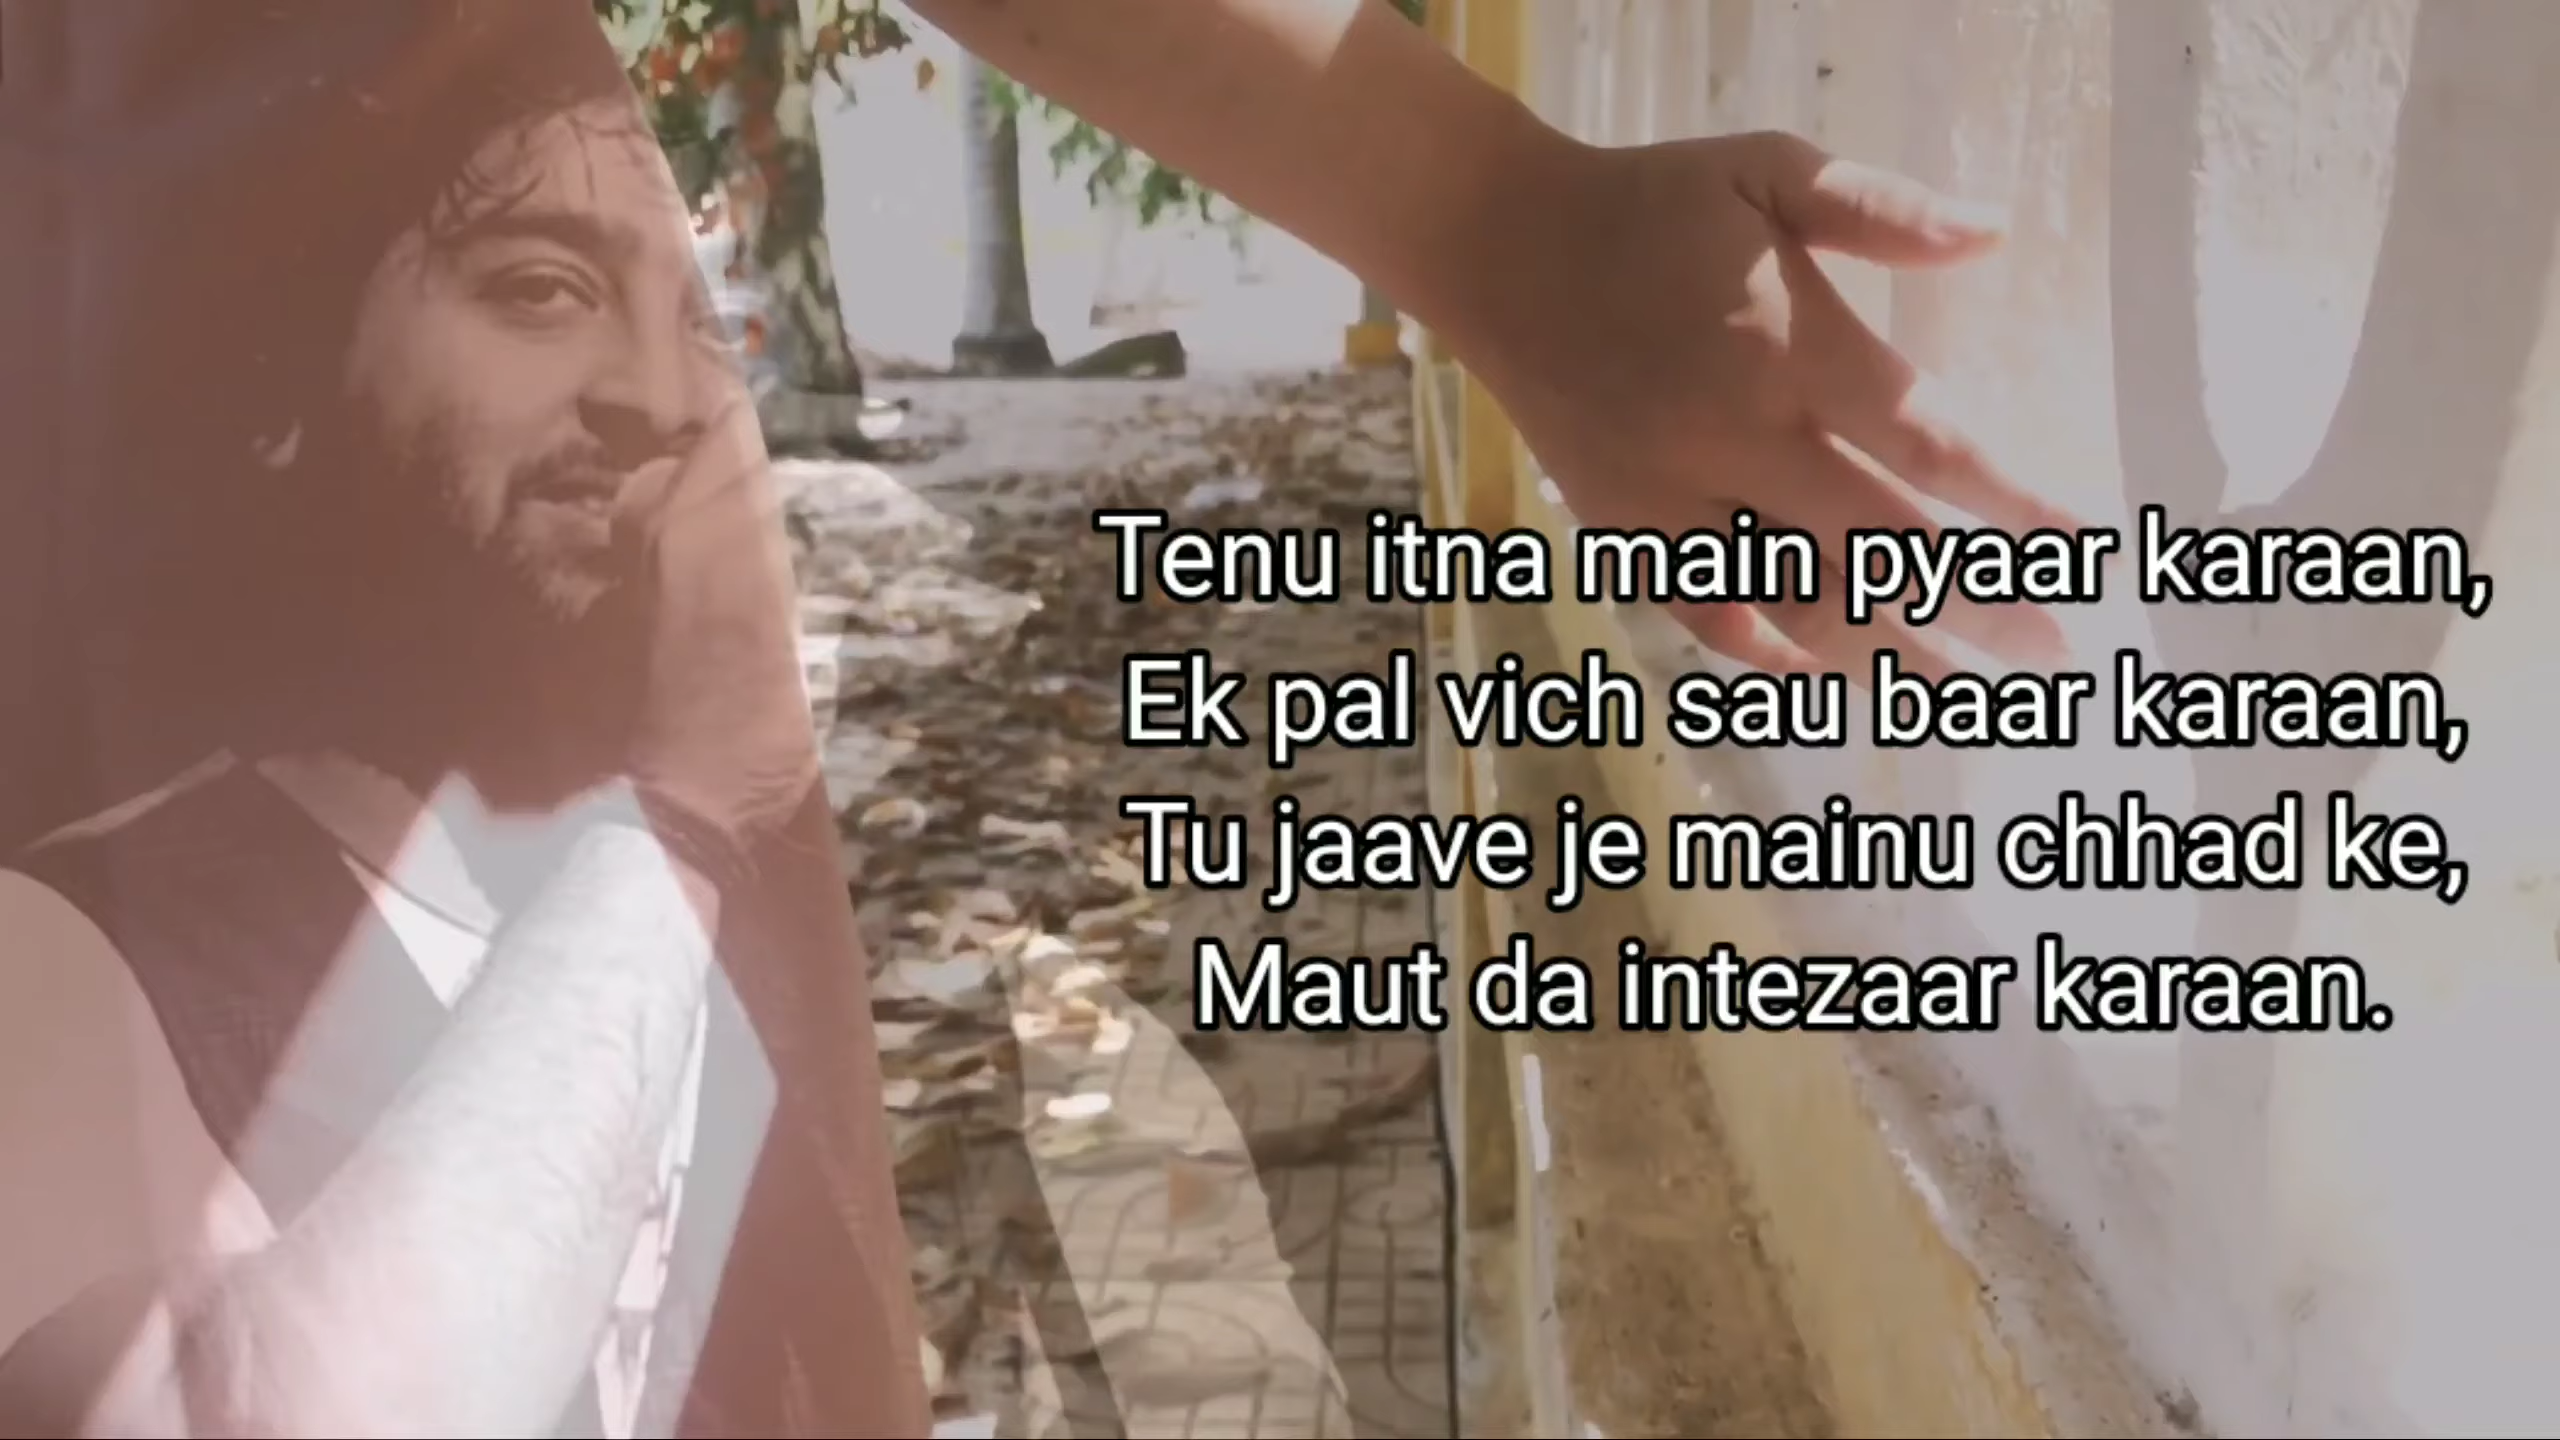 Tenu itna main pyaar karaan,
Ek pal vich sau baar karaan,
Tu jaave je mainu chhad ke,
Maut da intezaar karaan.